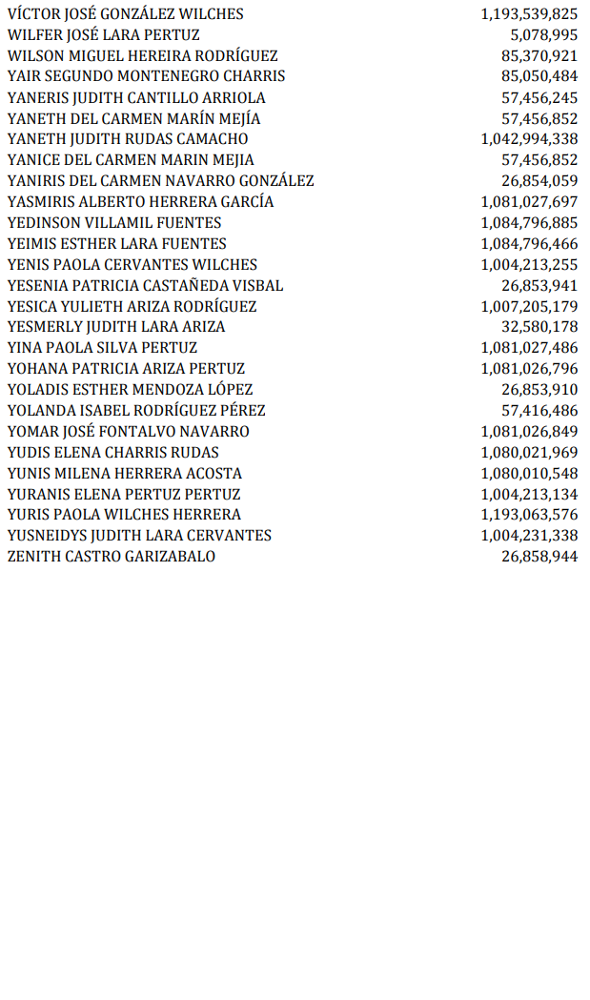 VÍCTOR JOSÉ GONZÁLEZ WILCHES 1,193,539,825
WILFER JOSÉ LARA PERTUZ 5,078,995
WILSON MIGUEL HEREIRA RODRÍGUEZ 85,370,921
YAIR SEGUNDO MONTENEGRO CHARRIS 85,050,484
YANERIS JUDITH CANTILLO ARRIOLA 57,456,245
YANETH DEL CARMEN MARÍN MEJÍA 57,456,852
YANETH JUDITH RUDAS CAMACHO 1,042,994,338
YANICE DEL CARMEN MARIN MEJIA 57,456,852
YANIRIS DEL CARMEN NAVARRO GONZÁLEZ 26,854,059
YASMIRIS ALBERTO HERRERA GARCÍA 1,081,027,697
YEDINSON VILLAMIL FUENTES 1,084,796,885
YEIMIS ESTHER LARA FUENTES 1,084,796,466
YENIS PAOLA CERVANTES WILCHES 1,004,213,255
YESENIA PATRICIA CASTAÑEDA VISBAL 26,853,941
YESICA YULIETH ARIZA RODRÍGUEZ 1,007,205,179
YESMERLY JUDITH LARA ARIZA 32,580,178
YINA PAOLA SILVA PERTUZ 1,081,027,486
YOHANA PATRICIA ARIZA PERTUZ 1,081,026,796
YOLADIS ESTHER MENDOZA LÓPEZ 26,853,910
YOLANDA ISABEL RODRÍGUEZ PÉREZ 57,416,486
YOMAR JOSÉ FONTALVO NAVARRO 1,081,026,849
YUDIS ELENA CHARRIS RUDAS 1,080,021,969
YUNIS MILENA HERRERA ACOSTA 1,080,010,548
YURANIS ELENA PERTUZ PERTUZ 1,004,213,134
YURIS PAOLA WILCHES HERRERA 1,193,063,576
YUSNEIDYS JUDITH LARA CERVANTES 1,004,231,338
ZENITH CASTRO GARIZABALO 26,858,944